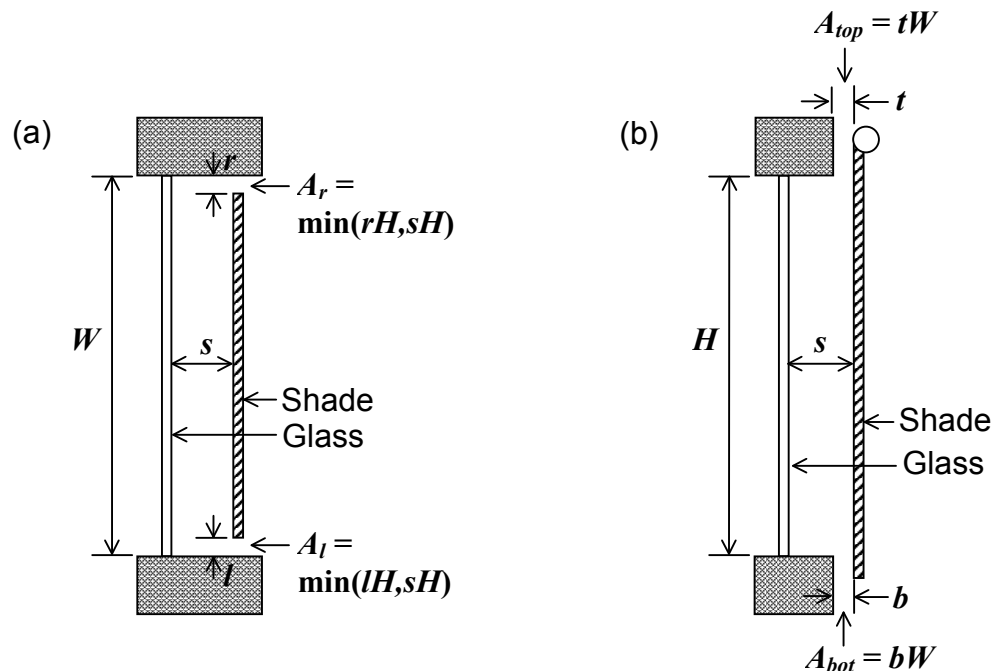 (a)
r
A_r =
min(rH,sH)
W
s
Shade
Glass
A_l =
min(lH,sH)
l
(b)
A_top = tW
t
H
s
Shade
Glass
b
A_bot = bW